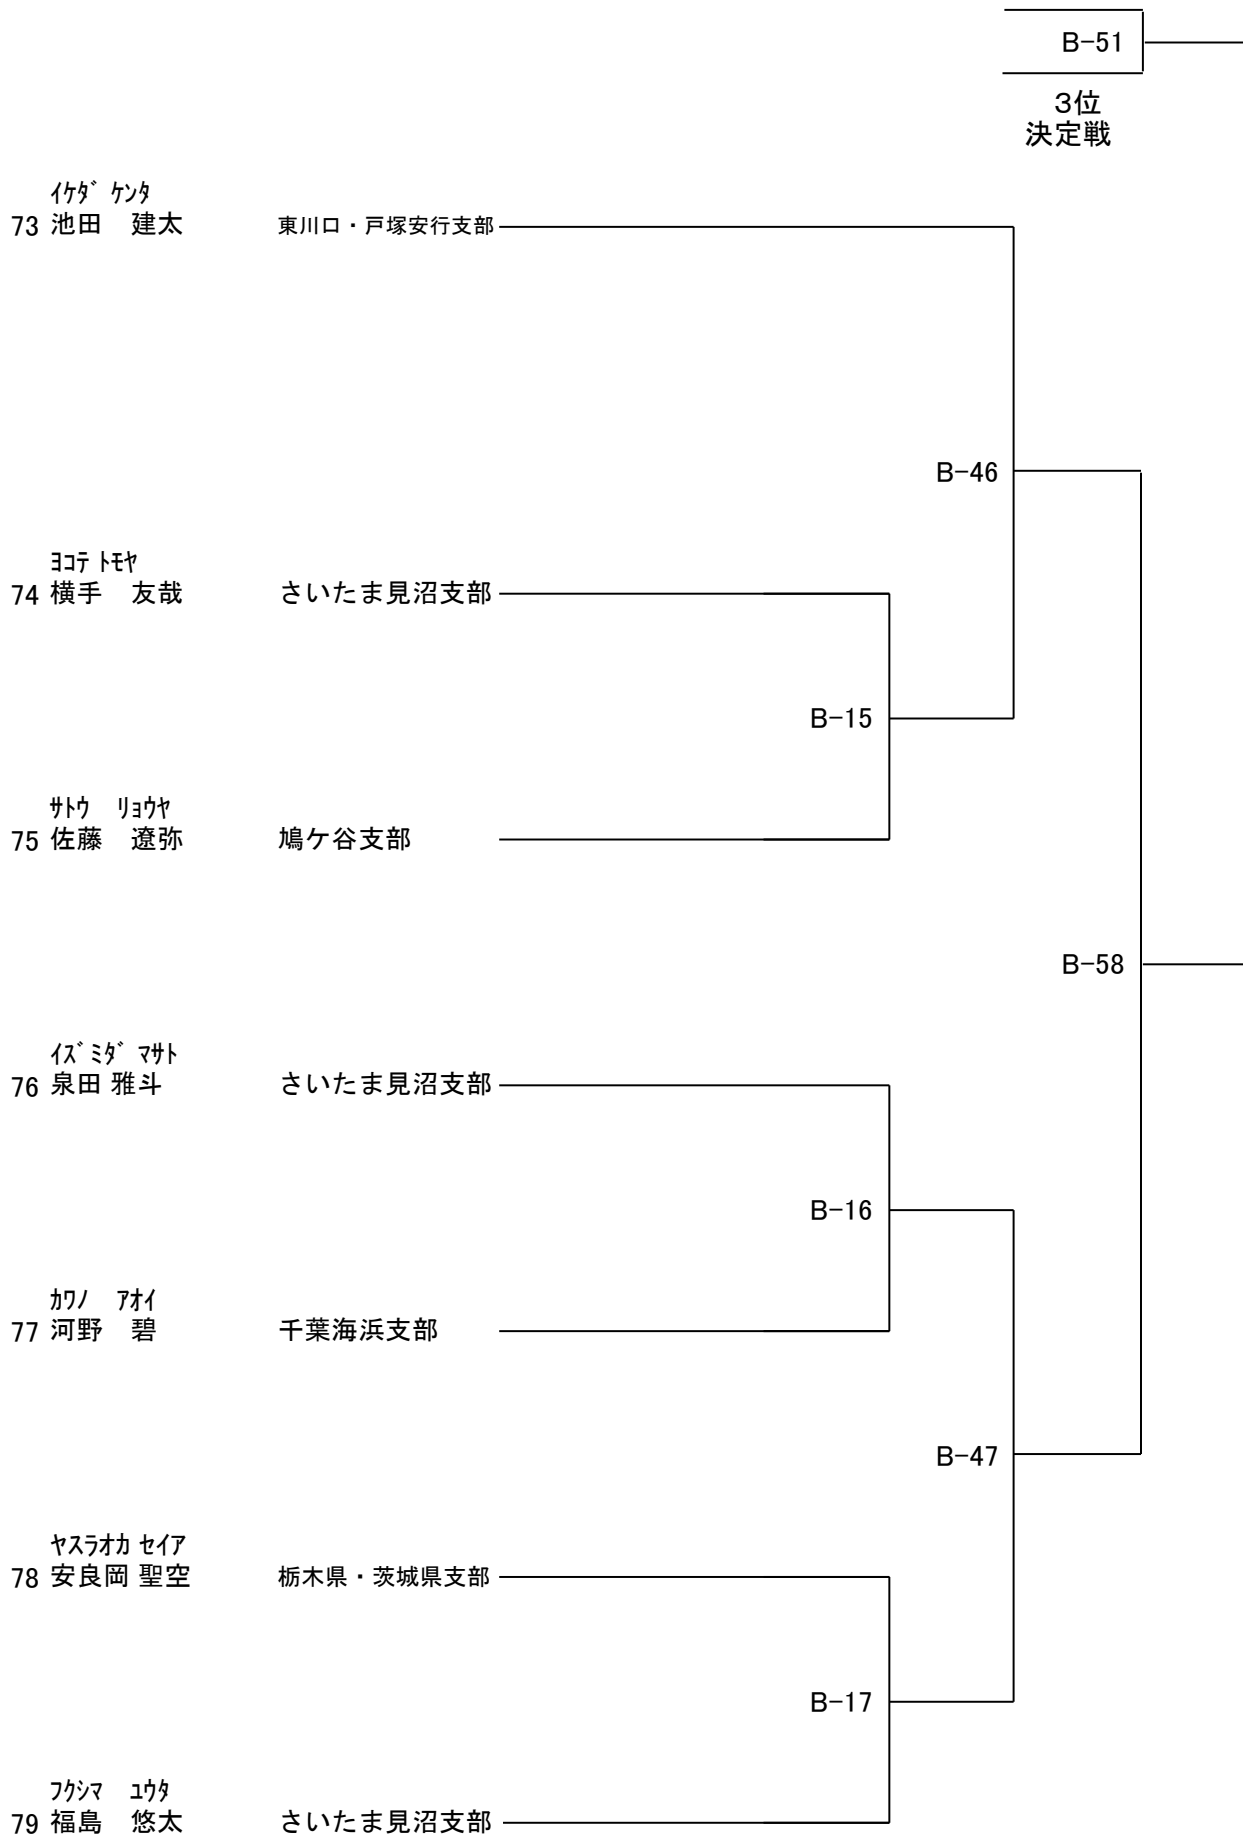 B-51
3位
決定戦
ｲｹﾀﾞ ｹﾝﾀ
73 池田　建太 東川口・戸塚安行支部
B-46
ﾖｺﾃ ﾄﾓﾔ
74 横手　友哉 さいたま見沼支部
B-15
ｻﾄｳ　ﾘｮｳﾔ
75 佐藤　遼弥 鳩ケ谷支部
B-58
ｲｽﾞﾐﾀﾞ ﾏｻﾄ
76 泉田 雅斗 さいたま見沼支部
B-16
ｶﾜﾉ　ｱｵｲ
77 河野　碧 千葉海浜支部
B-47
ﾔｽﾗｵｶ ｾｲｱ
78 安良岡 聖空 栃木県・茨城県支部
B-17
ﾌｸｼﾏ　ﾕｳﾀ
79 福島　悠太 さいたま見沼支部